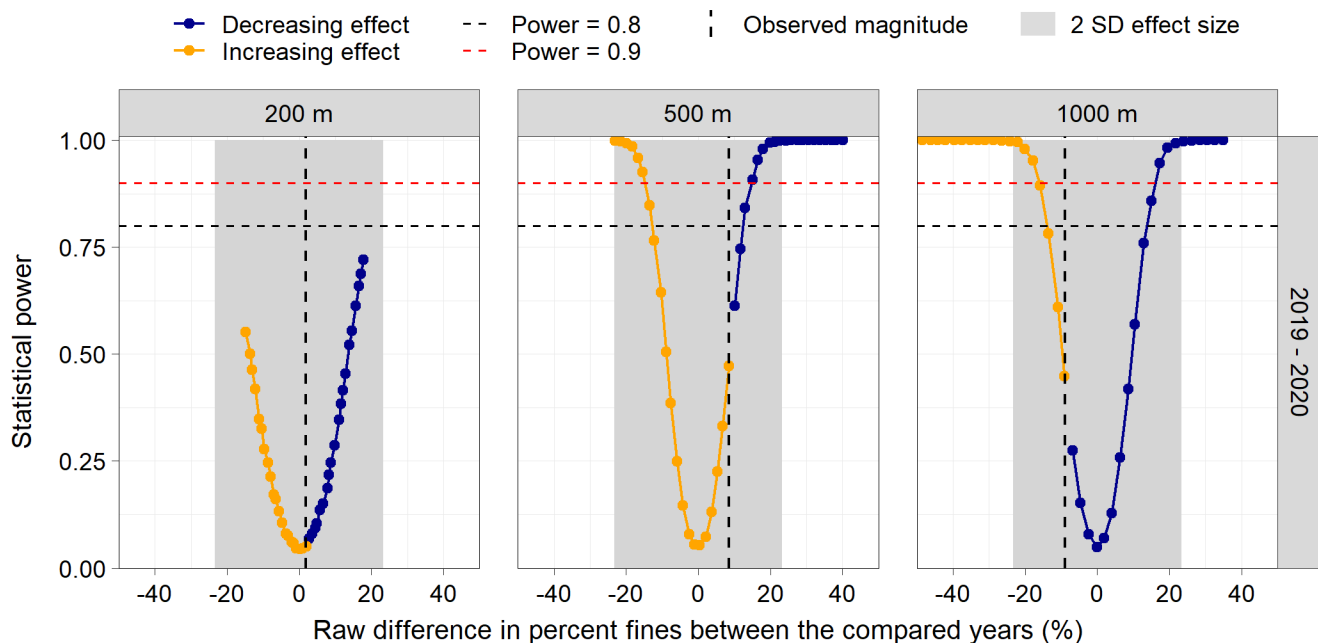 Decreasing effect
Increasing effect
Power = 0.8
Power = 0.9
Observed magnitude
2 SD effect size
200 m
500 m
1000 m
Statistical power
1.00
0.75
0.50
0.25
0.00
2019 - 2020
-40 -20 0 20 40
-40 -20 0 20 40
-40 -20 0 20 40
Raw difference in percent fines between the compared years (%)